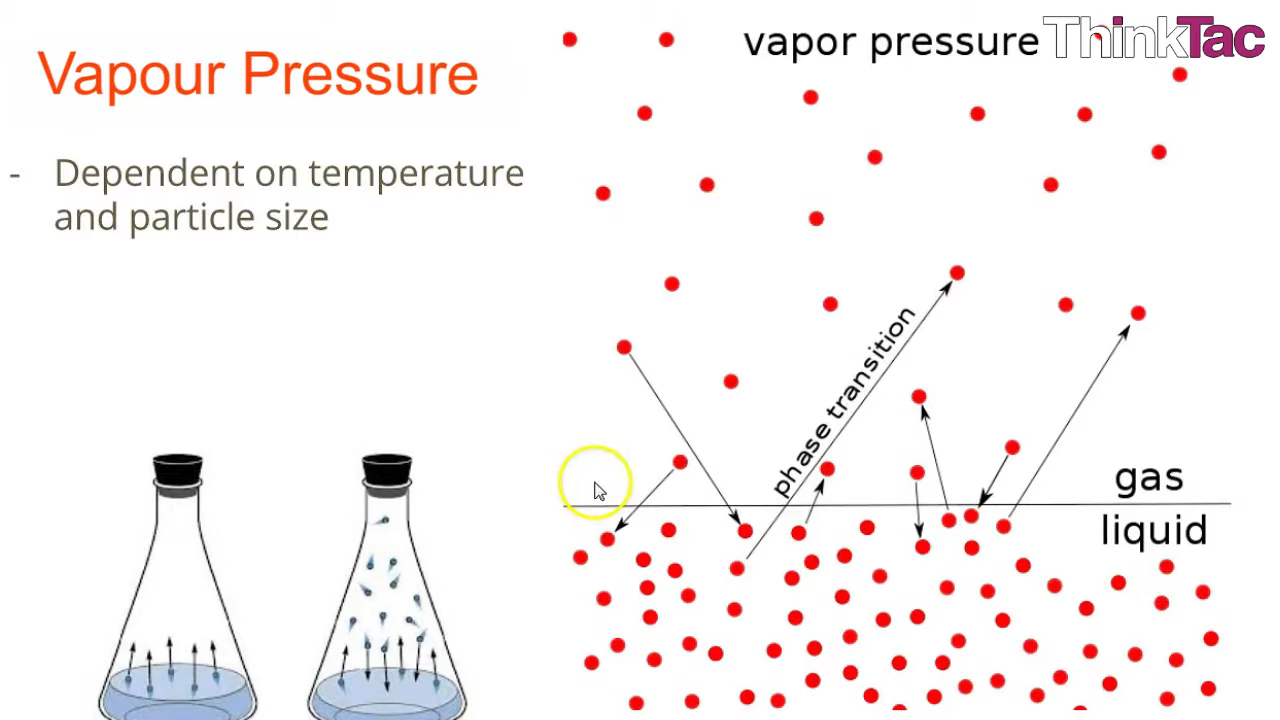 Vapour Pressure
- Dependent on temperature
and particle size
vapor pressure
ThinkTac
phase transition
gas
liquid